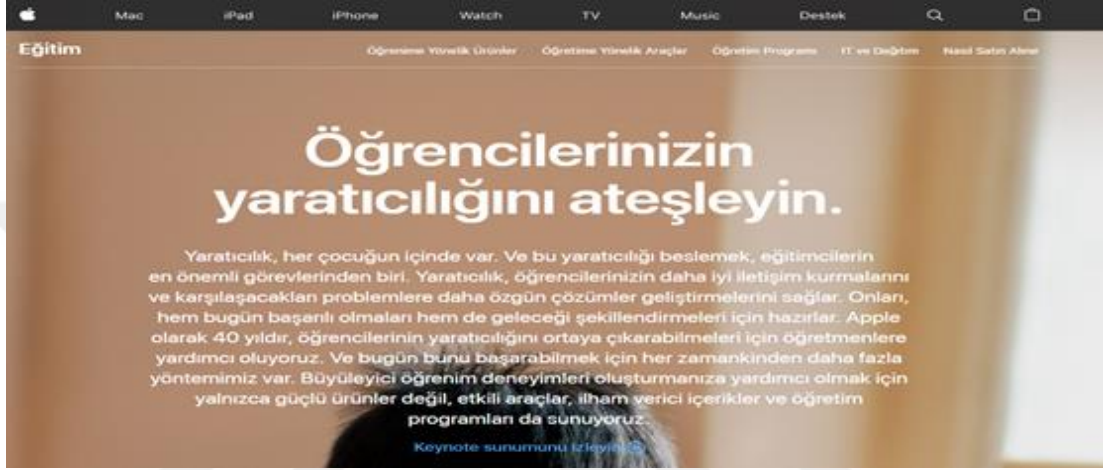 Mac iPad iPhone Watch TV Music Destek
Eğitim Öğrenime Yönelik Ürünler Öğretime Yönelik Araçlar Öğretim Programı IT ve Dağıtım Nasıl Satın Alınır
Öğrencilerinizin
yaratıcılığını ateşleyin.
Yaratıcılık, her çocuğun içinde var. Ve bu yaratıcılığı beslemek, eğitimcilerin
en önemli görevlerinden biri. Yaratıcılık, öğrencilerinizin daha iyi iletişim kurmalarını
ve karşılaşacakları problemlere daha özgün çözümler geliştirmelerini sağlar. Onları,
hem bugün başarılı olmaları hem de geleceği şekillendirmeleri için hazırlar. Apple
olarak 40 yıldır, öğrencilerinin yaratıcılığını ortaya çıkarabilmeleri için öğretmenlere
yardımcı oluyoruz. Ve bugün bunu başarabilmek için her zamankinden daha fazla
yöntemimiz var. Büyüleyici öğrenim deneyimleri oluşturmanıza yardımcı olmak için
yalnızca güçlü ürünler değil, etkili araçlar, ilham verici içerikler ve öğretim
programları da sunuyoruz.
Keynote sunumunu izleyin